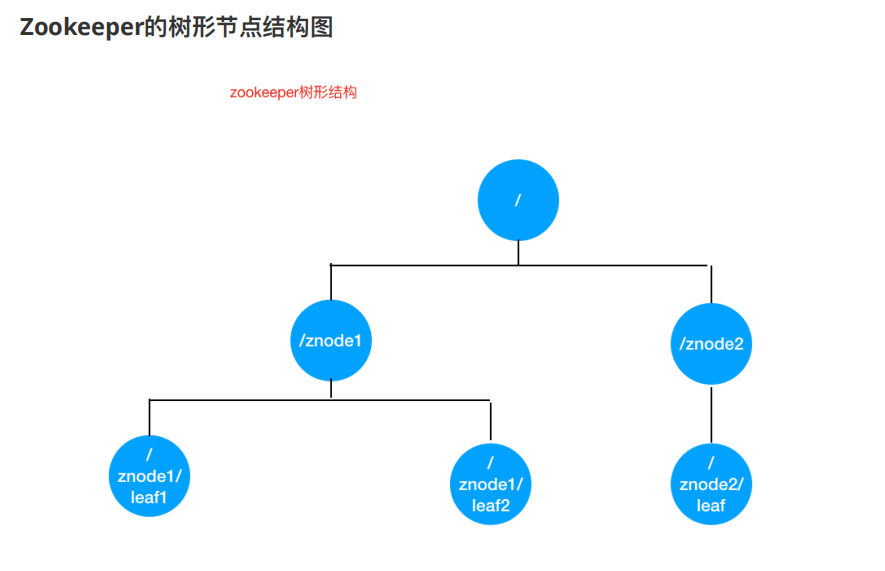 Zookeeper的树形节点结构图
zookeeper树形结构
/
/znode1
/znode2
/
znode1/
leaf1
/
znode1/
leaf2
/
znode2/
leaf